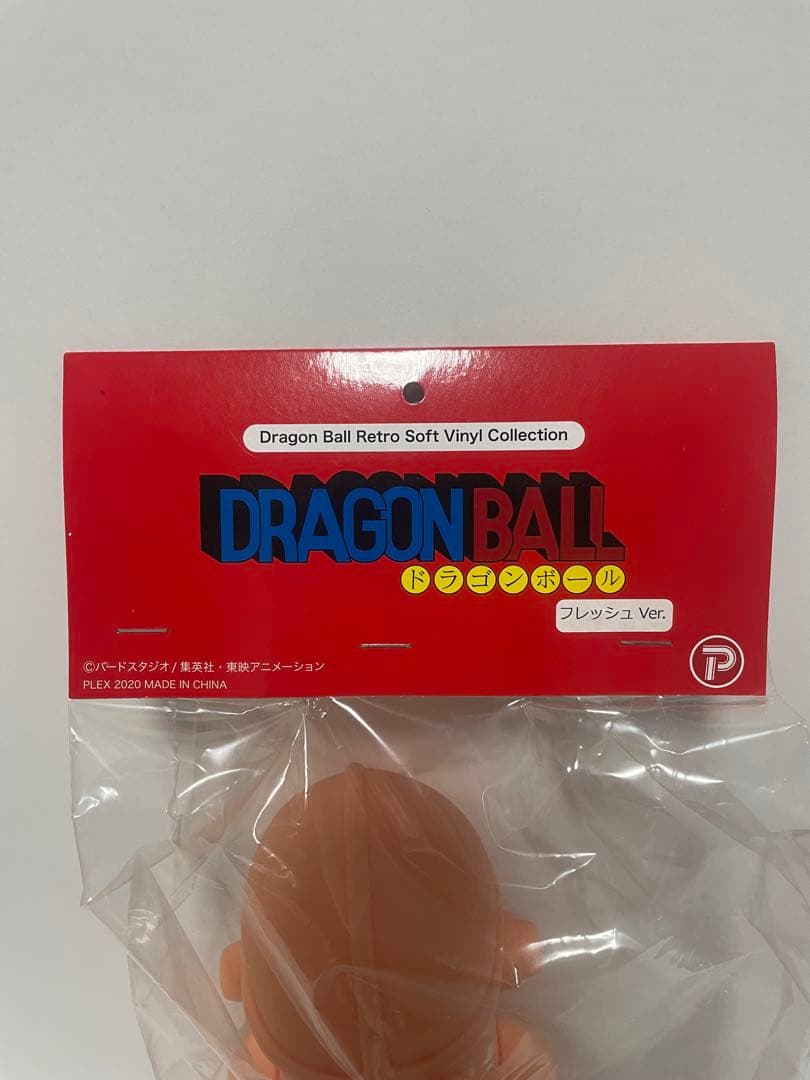 Dragon Ball Retro Soft Vinyl Collection
DRAGON BALL
ドラゴンボール
フレッシュ Ver.
©バードスタジオ / 集英社・東映アニメーション
PLEX 2020 MADE IN CHINA
P